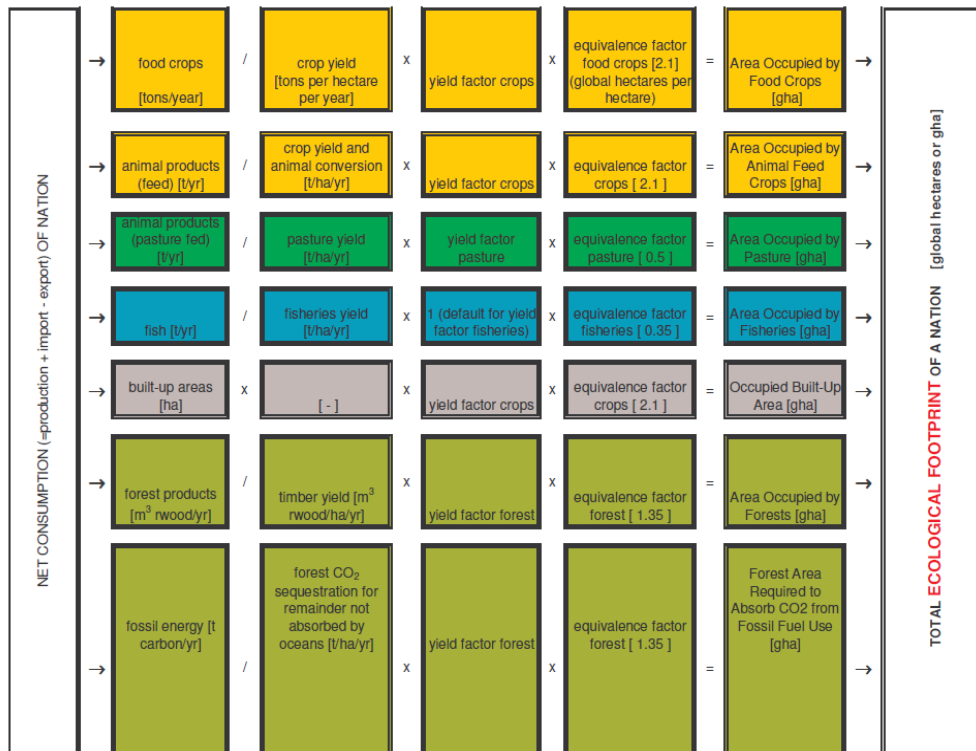 NET CONSUMPTION (=production + import - export) OF NATION
→
food crops
[tons/year]
/
crop yield
[tons per hectare
per year]
x
yield factor crops
x
equivalence factor
food crops [2.1]
(global hectares per
hectare)
=
Area Occupied by
Food Crops
[gha]
→
→
animal products
(feed) [t/yr]
/
crop yield and
animal conversion
[t/ha/yr]
x
yield factor crops
x
equivalence factor
crops [ 2.1 ]
=
Area Occupied by
Animal Feed
Crops [gha]
→
→
animal products
(pasture fed)
[t/yr]
/
pasture yield
[t/ha/yr]
x
yield factor
pasture
x
equivalence factor
pasture [ 0.5 ]
=
Area Occupied by
Pasture [gha]
→
→
fish [t/yr]
/
fisheries yield
[t/ha/yr]
x
1 (default for yield
factor fisheries)
x
equivalence factor
fisheries [ 0.35 ]
=
Area Occupied by
Fisheries [gha]
→
→
built-up areas
[ha]
x
[ - ]
x
yield factor crops
x
equivalence factor
crops [ 2.1 ]
=
Occupied Built-Up
Area [gha]
→
→
forest products
[m³ rwood/yr]
/
timber yield [m³
rwood/ha/yr]
x
yield factor forest
x
equivalence factor
forest [ 1.35 ]
=
Area Occupied by
Forests [gha]
→
→
fossil energy [t
carbon/yr]
/
forest CO₂
sequestration for
remainder not
absorbed by
oceans [t/ha/yr]
x
yield factor forest
x
equivalence factor
forest [ 1.35 ]
=
Forest Area
Required to
Absorb CO2 from
Fossil Fuel Use
[gha]
→
TOTAL ECOLOGICAL FOOTPRINT OF A NATION [global hectares or gha]